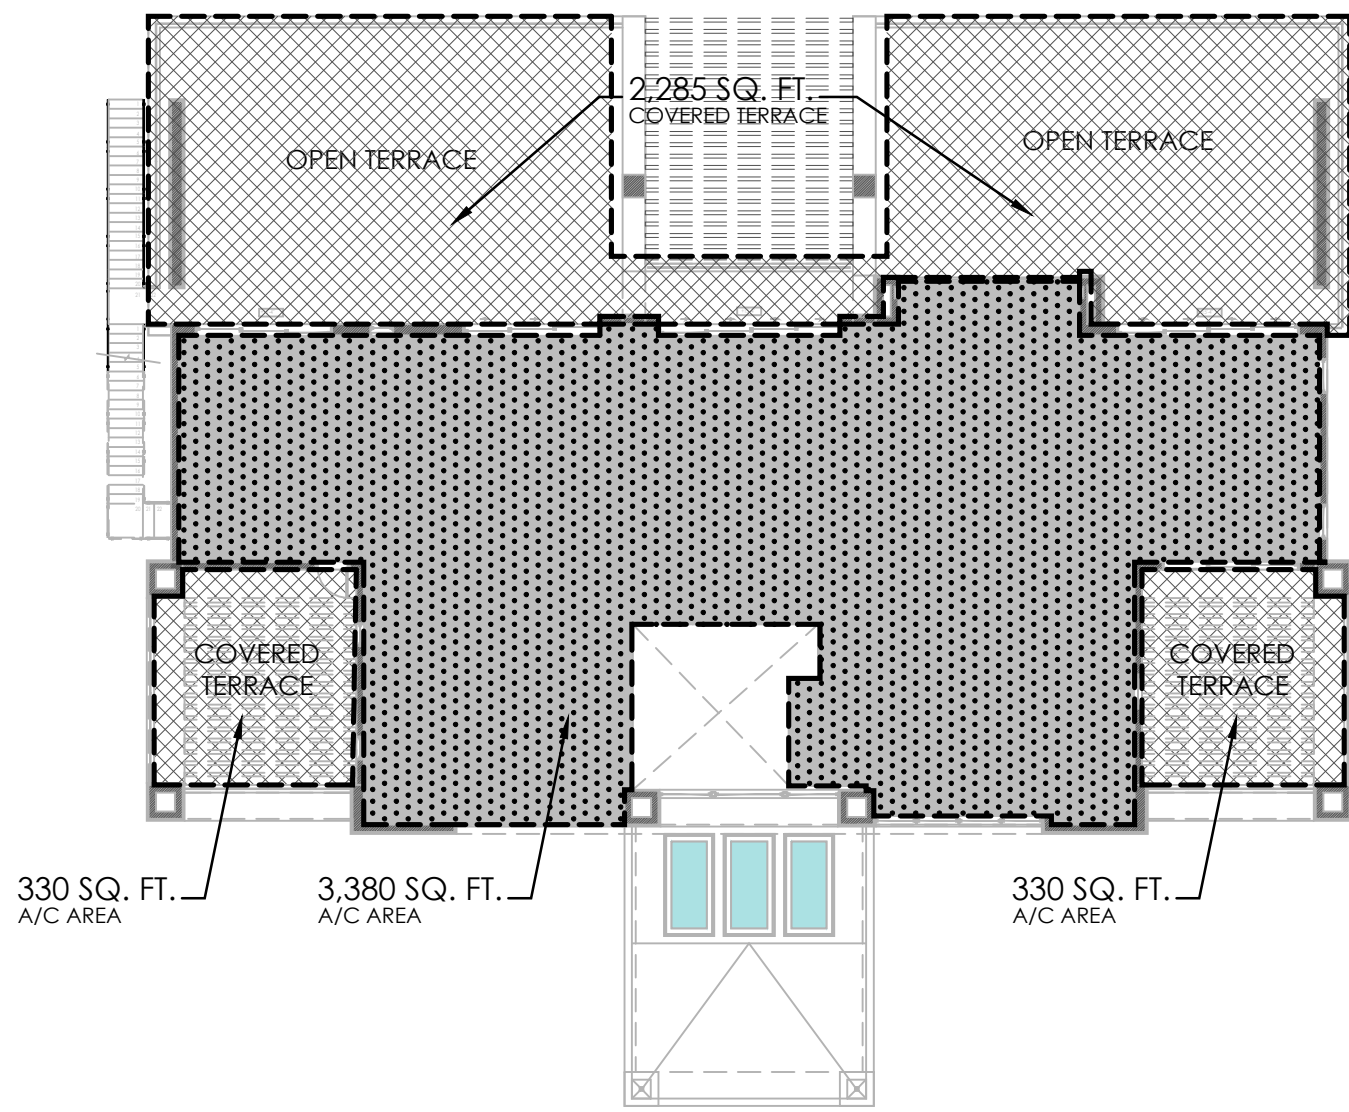 2,285 SQ. FT.
COVERED TERRACE
OPEN TERRACE
OPEN TERRACE
COVERED
TERRACE
COVERED
TERRACE
330 SQ. FT.
A/C AREA
3,380 SQ. FT.
A/C AREA
330 SQ. FT.
A/C AREA